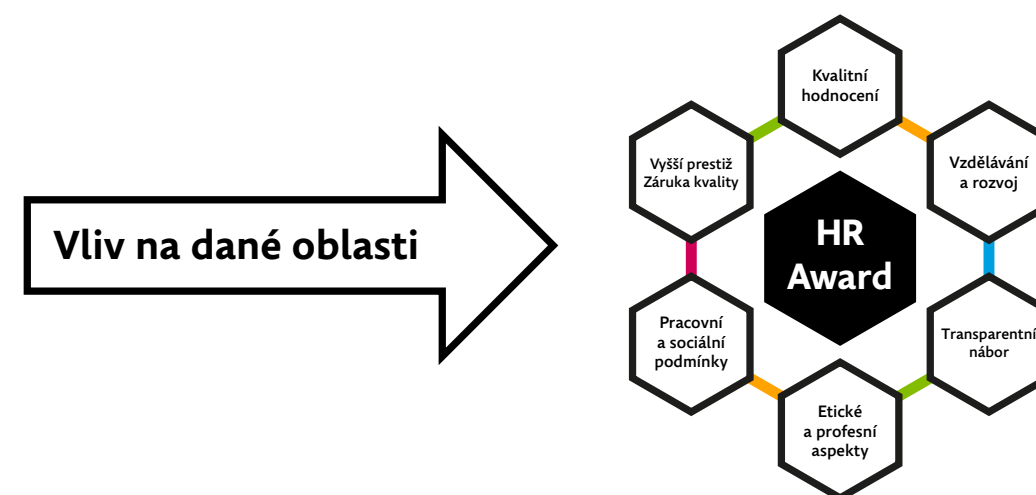 Vliv na dané oblasti
Kvalitní
hodnocení
Vzdělávání
a rozvoj
Transparentní
nábor
Etické
a profesní
aspekty
Pracovní
a sociální
podmínky
Vyšší prestiž
Záruka kvality
HR
Award